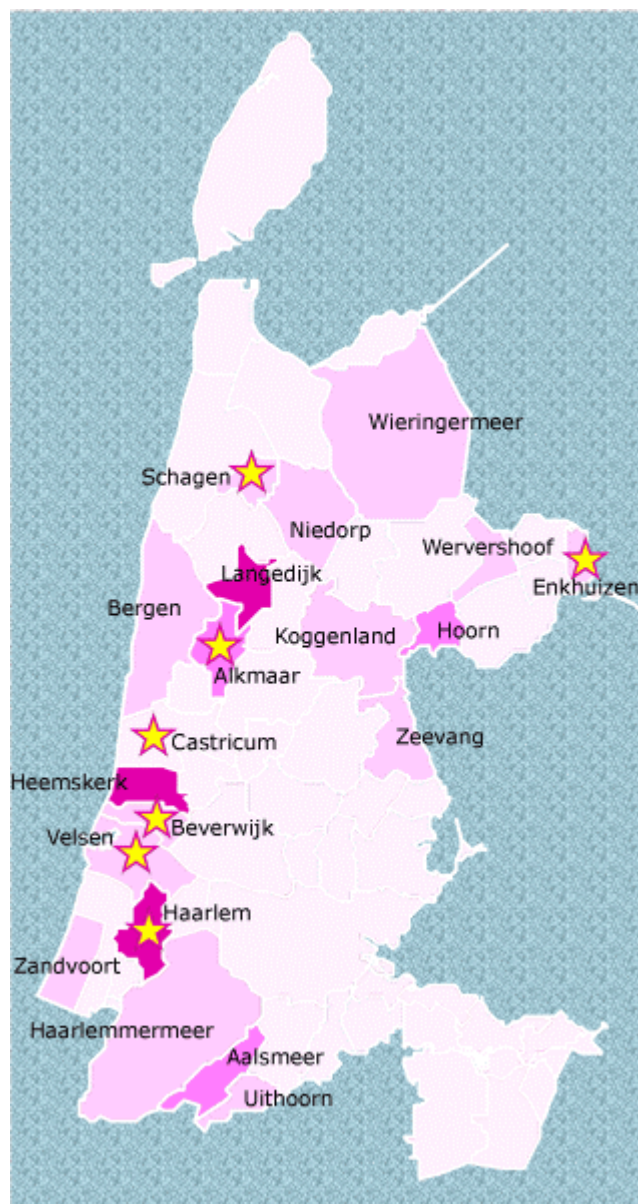 Wieringermeer
Schagen
Niedorp
Wervershoof
Langedijk
Enkhuizen
Bergen
Koggenland
Hoorn
Alkmaar
Castricum
Zeevang
Heemskerk
Beverwijk
Velsen
Haarlem
Zandvoort
Haarlemmermeer
Aalsmeer
Uithoorn